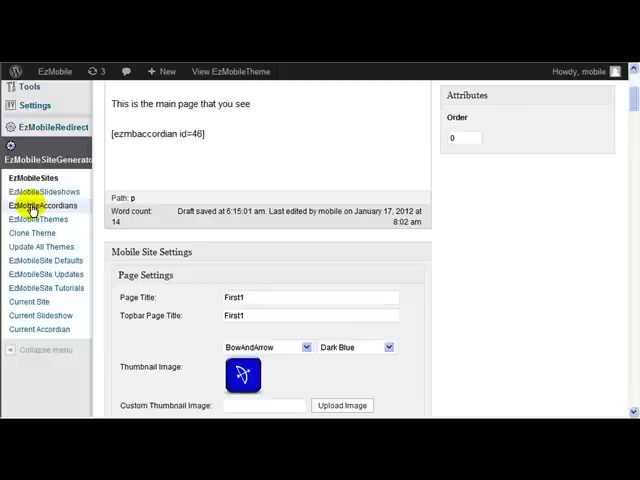 EzMobile 3 + New View EzMobileTheme Howdy, mobile
Tools
Settings
EzMobileRedirect
EzMobileSiteGenerato
EzMobileSites
EzMobileSlideshows
EzMobileAccordians
EzMobileThemes
Clone Theme
Update All Themes
EzMobileSite Defaults
EzMobileSite Updates
EzMobileSite Tutorials
Current Site
Current Slideshow
Current Accordian
Collapse menu
This is the main page that you see
[ezmbaccordian id=46]
Path: p
Word count: 14
Draft saved at 6:15:01 am. Last edited by mobile on January 17, 2012 at 8:02 am
Mobile Site Settings
Page Settings
Page Title: First1
Topbar Page Title: First1
BowAndArrow Dark Blue
Thumbnail Image:
Custom Thumbnail Image: Upload Image
Attributes
Order
0